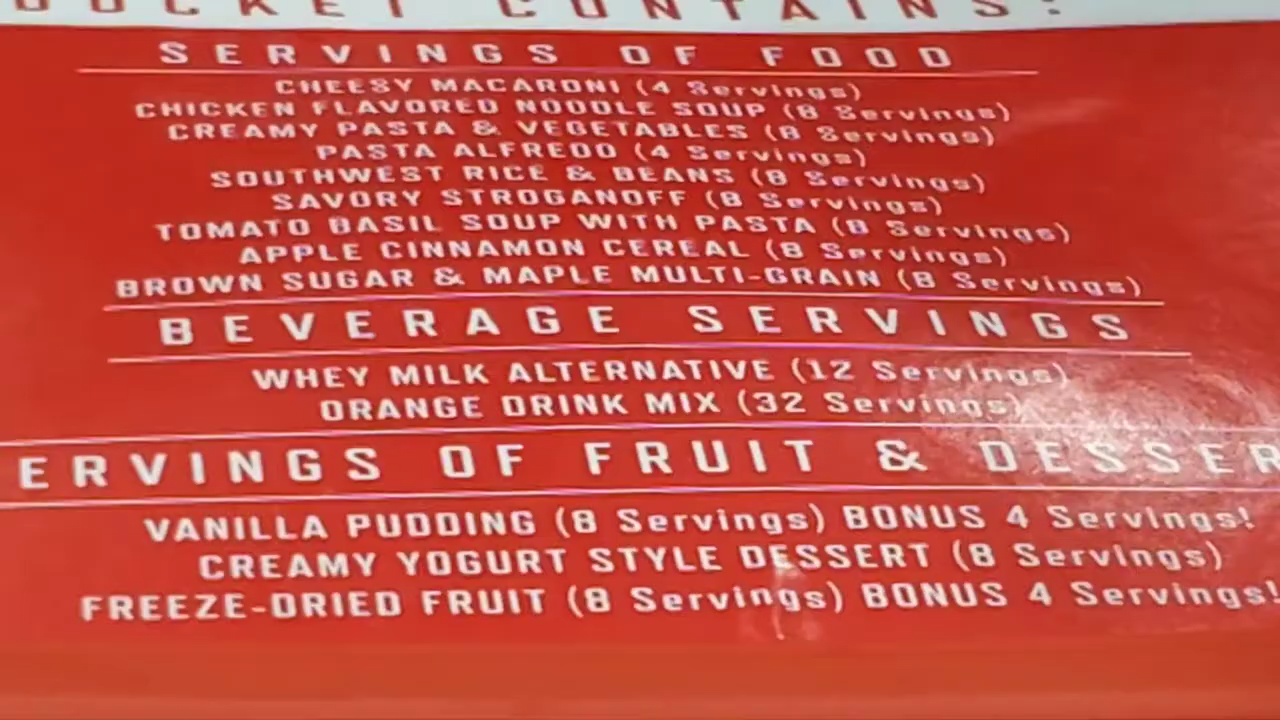 CONTAINS:
SERVINGS OF FOOD
CHEESY MACARONI (4 Servings)
CHICKEN FLAVORED NOODLE SOUP (8 Servings)
CREAMY PASTA & VEGETABLES (8 Servings)
PASTA ALFREDO (4 Servings)
SOUTHWEST RICE & BEANS (8 Servings)
SAVORY STROGANOFF (8 Servings)
TOMATO BASIL SOUP WITH PASTA (8 Servings)
APPLE CINNAMON CEREAL (8 Servings)
BROWN SUGAR & MAPLE MULTI-GRAIN (8 Servings)
BEVERAGE SERVINGS
WHEY MILK ALTERNATIVE (12 Servings)
ORANGE DRINK MIX (32 Servings)
ERVINGS OF FRUIT & DESSER
VANILLA PUDDING (8 Servings) BONUS 4 Servings!
CREAMY YOGURT STYLE DESSERT (8 Servings)
FREEZE-DRIED FRUIT (8 Servings) BONUS 4 Servings!